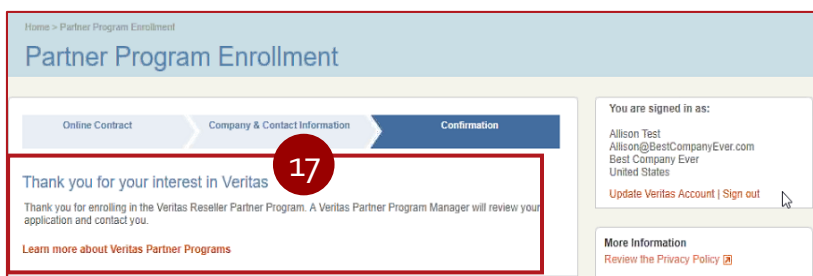 Home > Partner Program Enrollment
Partner Program Enrollment
Online Contract
Company & Contact Information
Confirmation
17
Thank you for your interest in Veritas
Thank you for enrolling in the Veritas Reseller Partner Program. A Veritas Partner Program Manager will review your
application and contact you.
Learn more about Veritas Partner Programs
You are signed in as:
Allison Test
Allison@BestCompanyEver.com
Best Company Ever
United States
Update Veritas Account | Sign out
More Information
Review the Privacy Policy